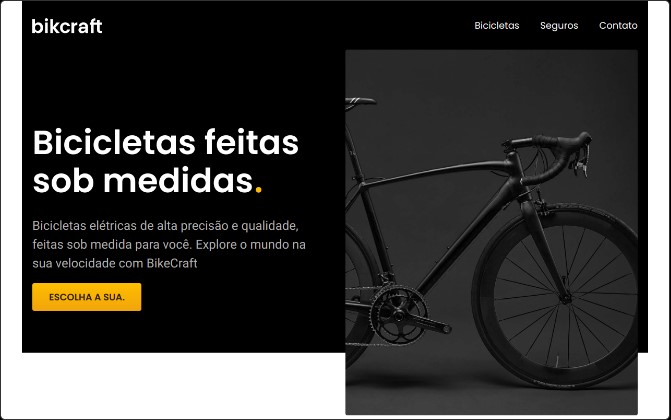 bikcraft
Bicicletas Seguros Contato
Bicicletas feitas
sob medidas.
Bicicletas elétricas de alta precisão e qualidade,
feitas sob medida para você. Explore o mundo na
sua velocidade com BikeCraft
ESCOLHA A SUA.